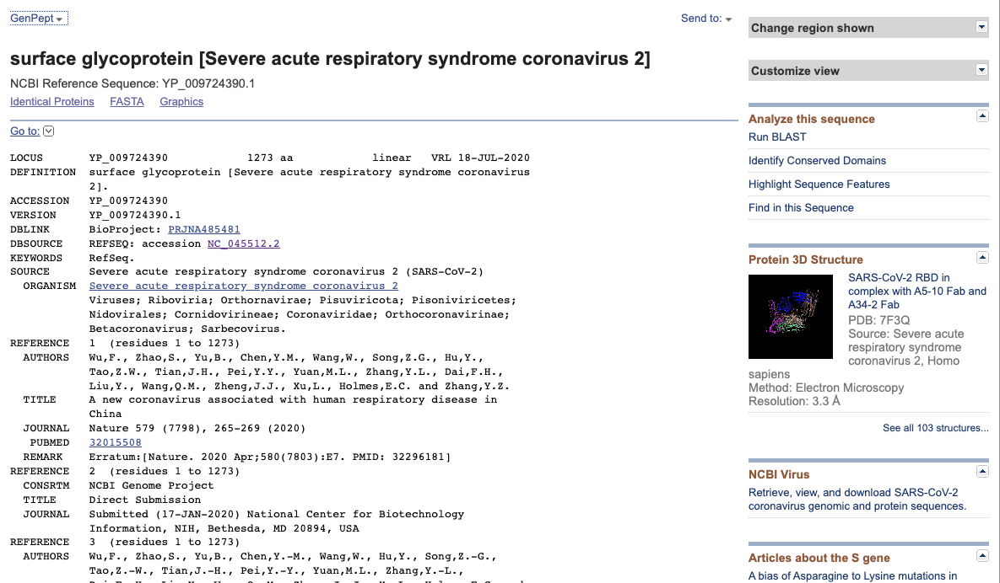 GenPept
Send to:
surface glycoprotein [Severe acute respiratory syndrome coronavirus 2]
NCBI Reference Sequence: YP_009724390.1
Identical Proteins FASTA Graphics
Go to:
LOCUS YP_009724390 1273 aa linear VRL 18-JUL-2020
DEFINITION surface glycoprotein [Severe acute respiratory syndrome coronavirus
2].
ACCESSION YP_009724390
VERSION YP_009724390.1
DBLINK BioProject: PRJNA485481
DBSOURCE REFSEQ: accession NC_045512.2
KEYWORDS RefSeq.
SOURCE Severe acute respiratory syndrome coronavirus 2 (SARS-CoV-2)
ORGANISM Severe acute respiratory syndrome coronavirus 2
Viruses; Riboviria; Orthornavirae; Pisuviricota; Pisoniviricetes;
Nidovirales; Cornidovirineae; Coronaviridae; Orthocoronavirinae;
Betacoronavirus; Sarbecovirus.
REFERENCE 1 (residues 1 to 1273)
AUTHORS Wu,F., Zhao,S., Yu,B., Chen,Y.M., Wang,W., Song,Z.G., Hu,Y.,
Tao,Z.W., Tian,J.H., Pei,Y.Y., Yuan,M.L., Zhang,Y.L., Dai,F.H.,
Liu,Y., Wang,Q.M., Zheng,J.J., Xu,L., Holmes,E.C. and Zhang,Y.Z.
TITLE A new coronavirus associated with human respiratory disease in
China
JOURNAL Nature 579 (7798), 265-269 (2020)
PUBMED 32015508
REMARK Erratum:[Nature. 2020 Apr;580(7803):E7. PMID: 32296181]
REFERENCE 2 (residues 1 to 1273)
CONSRTM NCBI Genome Project
TITLE Direct Submission
JOURNAL Submitted (17-JAN-2020) National Center for Biotechnology
Information, NIH, Bethesda, MD 20894, USA
REFERENCE 3 (residues 1 to 1273)
AUTHORS Wu,F., Zhao,S., Yu,B., Chen,Y.-M., Wang,W., Hu,Y., Song,Z.-G.,
Tao,Z.-W., Tian,J.-H., Pei,Y.-Y., Yuan,M.L., Zhang,Y.-L.,
Change region shown
Customize view
Analyze this sequence
Run BLAST
Identify Conserved Domains
Highlight Sequence Features
Find in this Sequence
Protein 3D Structure
SARS-CoV-2 RBD in
complex with A5-10 Fab and
A34-2 Fab
PDB: 7F3Q
Source: Severe acute
respiratory syndrome
coronavirus 2, Homo
sapiens
Method: Electron Microscopy
Resolution: 3.3 Å
See all 103 structures...
NCBI Virus
Retrieve, view, and download SARS-CoV-2
coronavirus genomic and protein sequences.
Articles about the S gene
A bias of Asparagine to Lysine mutations in